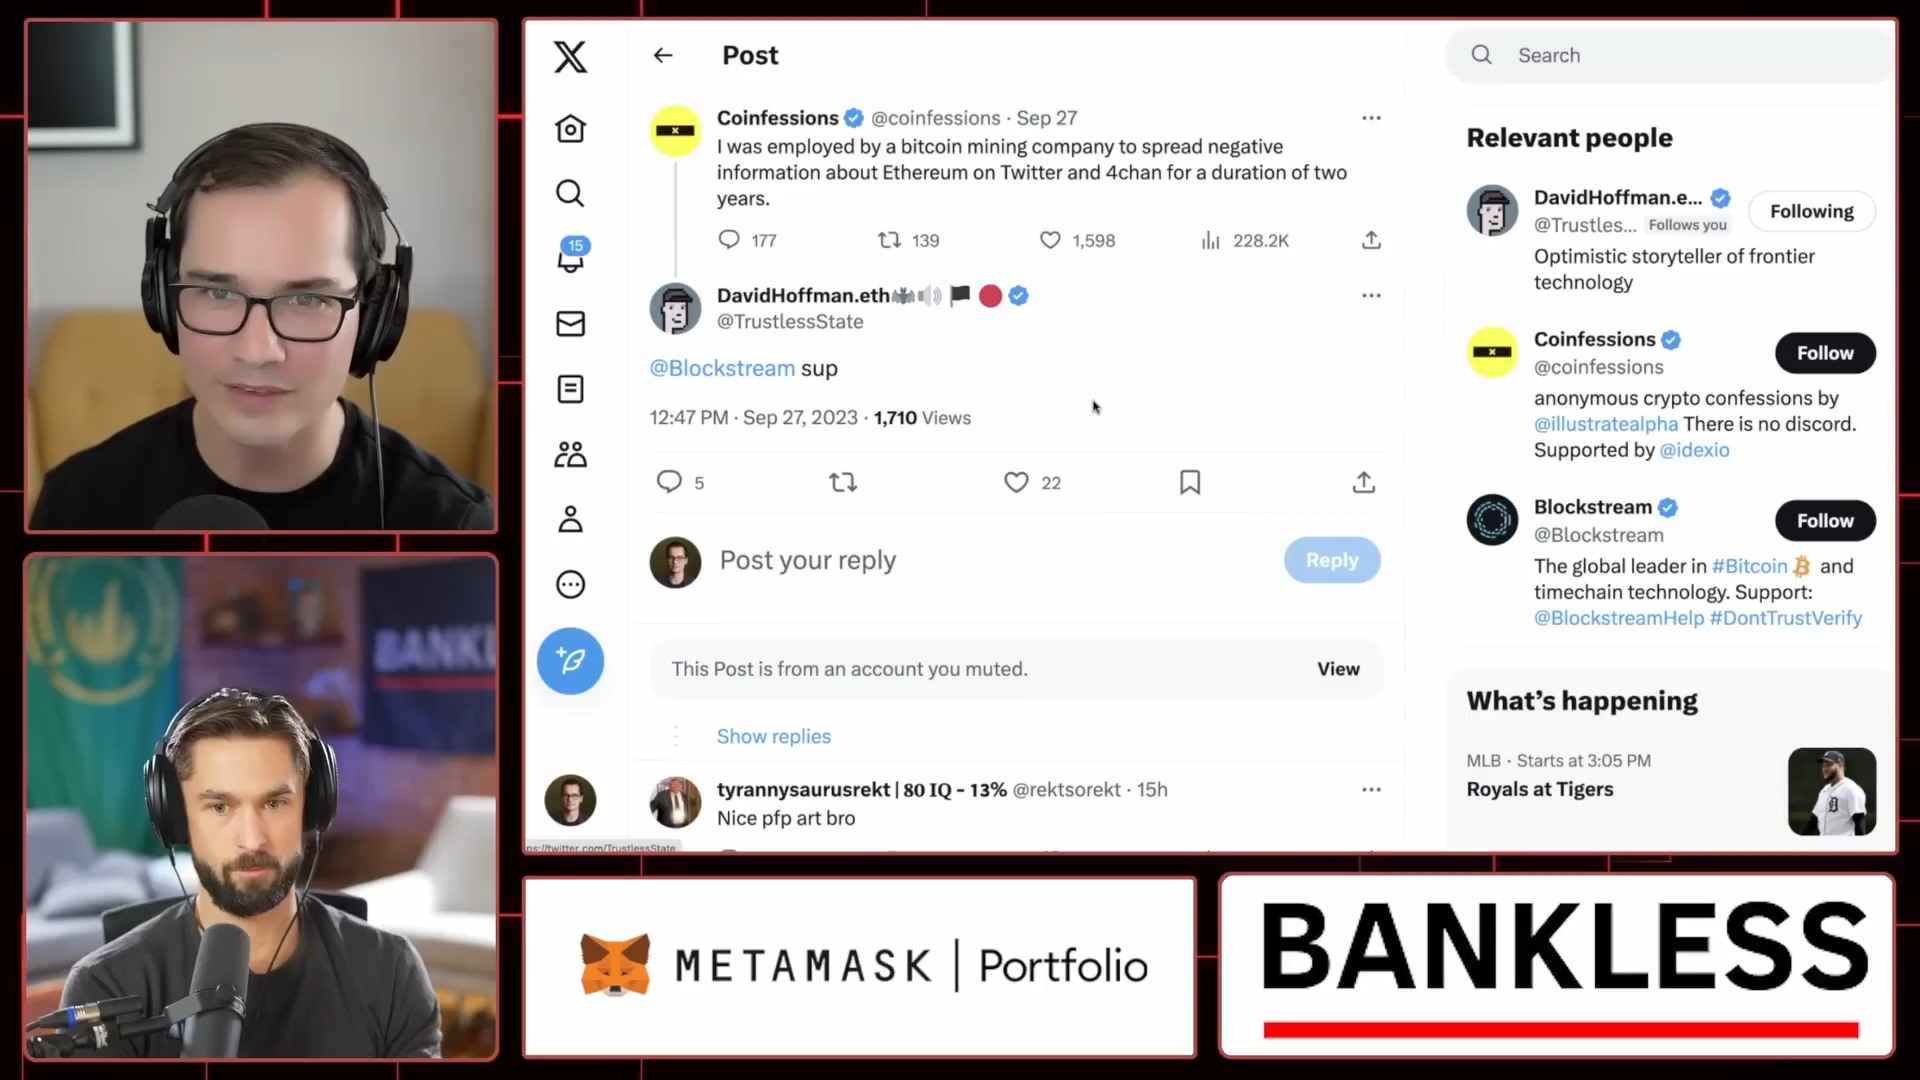 Post
Search
Coinfessions @coinfessions · Sep 27
I was employed by a bitcoin mining company to spread negative
information about Ethereum on Twitter and 4chan for a duration of two
years.
177 139 1,598 228.2K
15
DavidHoffman.eth
@TrustlessState
@Blockstream sup
12:47 PM · Sep 27, 2023 · 1,710 Views
5 22
Post your reply
Reply
This Post is from an account you muted.
View
Show replies
tyrannysaurusrekt | 80 IQ - 13% @rektsorekt · 15h
Nice pfp art bro
ps://twitter.com/TrustlessState
Relevant people
DavidHoffman.e...
Following
@Trustles... Follows you
Optimistic storyteller of frontier
technology
Coinfessions
Follow
@coinfessions
anonymous crypto confessions by
@illustratealpha There is no discord.
Supported by @idexio
Blockstream
Follow
@Blockstream
The global leader in #Bitcoin and
timechain technology. Support:
@BlockstreamHelp #DontTrustVerify
What's happening
MLB · Starts at 3:05 PM
Royals at Tigers
BANKL
METAMASK | Portfolio
BANKLESS